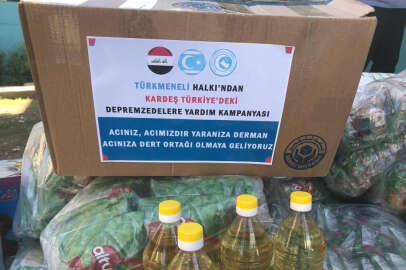 TÜRKMENELİ HALKI'NDAN
KARDEŞ TÜRKİYE'DEKİ
DEPREMZEDELERE YARDIM KAMPANYASI
ACINIZ, ACIMIZDIR YARANIZA DERMAN
ACINIZA DERT ORTAĞI OLMAYA GELİYORUZ